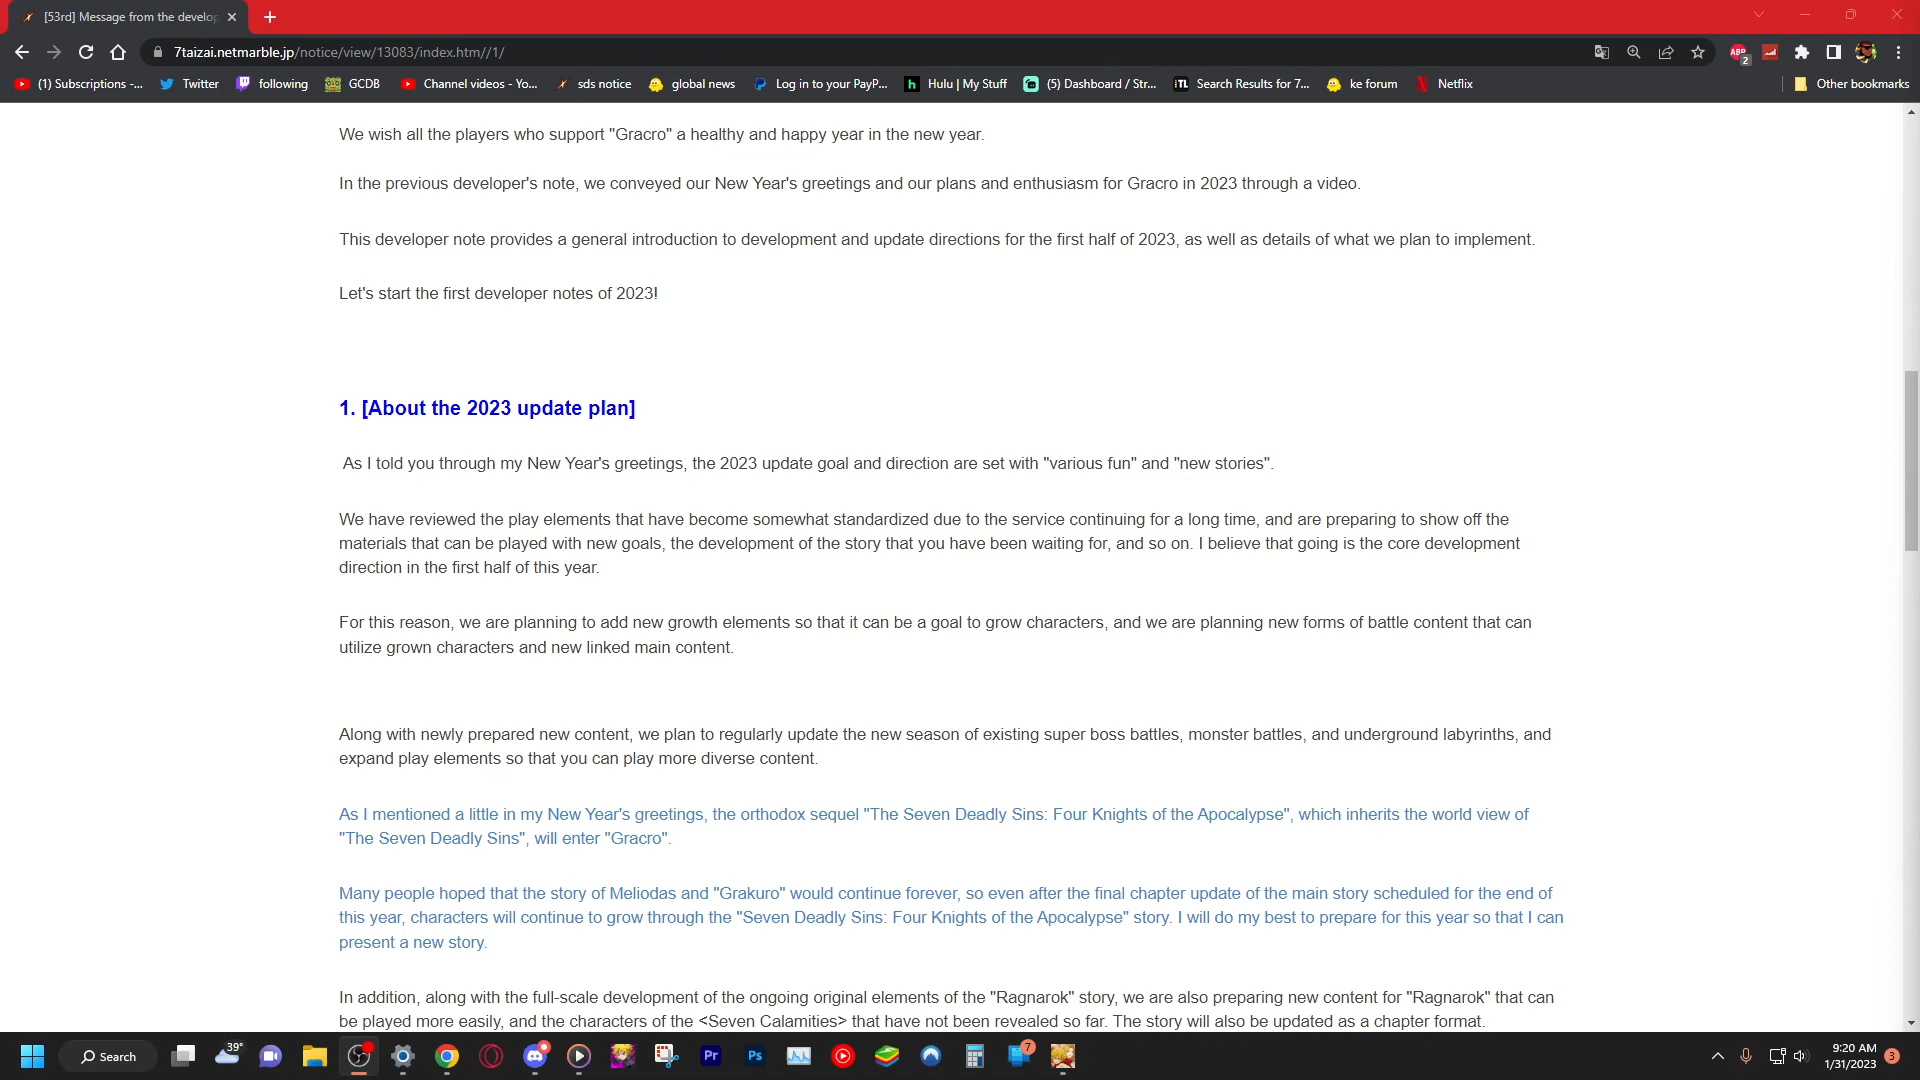 [53rd] Message from the develop
7taizai.netmarble.jp/notice/view/13083/index.htm//1/
ABP
2
(1) Subscriptions -...
Twitter
following
GCDB
Channel videos - Yo...
sds notice
global news
Log in to your PayP...
h
Hulu | My Stuff
(5) Dashboard / Str...
iTL
Search Results for 7...
ke forum
Netflix
Other bookmarks
We wish all the players who support "Gracro" a healthy and happy year in the new year.
In the previous developer's note, we conveyed our New Year's greetings and our plans and enthusiasm for Gracro in 2023 through a video.
This developer note provides a general introduction to development and update directions for the first half of 2023, as well as details of what we plan to implement.
Let's start the first developer notes of 2023!
1. [About the 2023 update plan]
As I told you through my New Year's greetings, the 2023 update goal and direction are set with "various fun" and "new stories".
We have reviewed the play elements that have become somewhat standardized due to the service continuing for a long time, and are preparing to show off the
materials that can be played with new goals, the development of the story that you have been waiting for, and so on. I believe that going is the core development
direction in the first half of this year.
For this reason, we are planning to add new growth elements so that it can be a goal to grow characters, and we are planning new forms of battle content that can
utilize grown characters and new linked main content.
Along with newly prepared new content, we plan to regularly update the new season of existing super boss battles, monster battles, and underground labyrinths, and
expand play elements so that you can play more diverse content.
As I mentioned a little in my New Year's greetings, the orthodox sequel "The Seven Deadly Sins: Four Knights of the Apocalypse", which inherits the world view of
"The Seven Deadly Sins", will enter "Gracro".
Many people hoped that the story of Meliodas and "Grakuro" would continue forever, so even after the final chapter update of the main story scheduled for the end of
this year, characters will continue to grow through the "Seven Deadly Sins: Four Knights of the Apocalypse" story. I will do my best to prepare for this year so that I can
present a new story.
In addition, along with the full-scale development of the ongoing original elements of the "Ragnarok" story, we are also preparing new content for "Ragnarok" that can
be played more easily, and the characters of the <Seven Calamities> that have not been revealed so far. The story will also be updated as a chapter format.
Search
39°
Pr
Ps
7
9:20 AM
1/31/2023
3